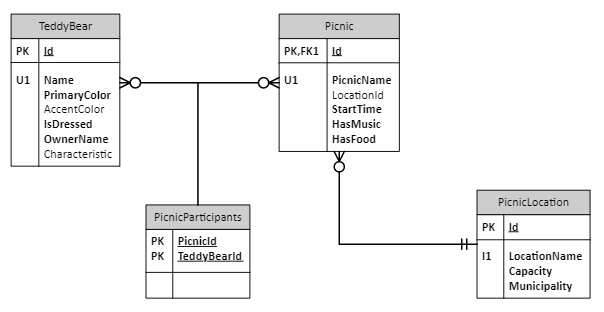 TeddyBear
PK Id
U1 Name
PrimaryColor
AccentColor
IsDressed
OwnerName
Characteristic
Picnic
PK,FK1 Id
U1 PicnicName
LocationId
StartTime
HasMusic
HasFood
PicnicParticipants
PK PicnicId
PK TeddyBearId
PicnicLocation
PK Id
I1 LocationName
Capacity
Municipality